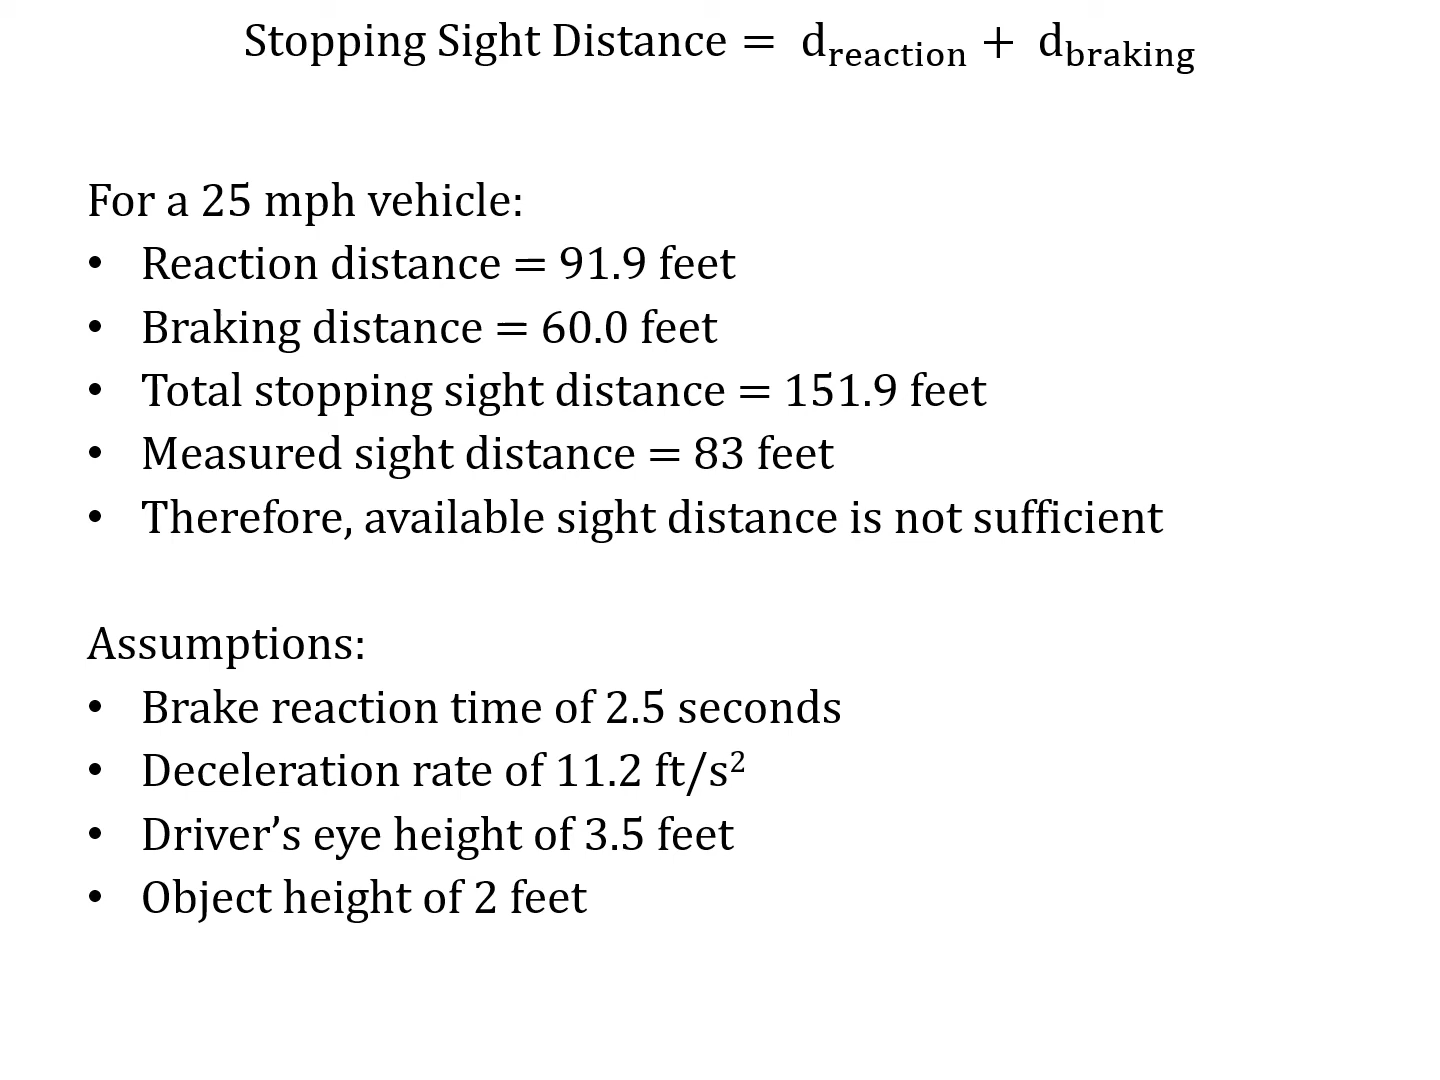 Stopping Sight Distance = d_reaction + d_braking
For a 25 mph vehicle:
• Reaction distance = 91.9 feet
• Braking distance = 60.0 feet
• Total stopping sight distance = 151.9 feet
• Measured sight distance = 83 feet
• Therefore, available sight distance is not sufficient
Assumptions:
• Brake reaction time of 2.5 seconds
• Deceleration rate of 11.2 ft/s²
• Driver’s eye height of 3.5 feet
• Object height of 2 feet